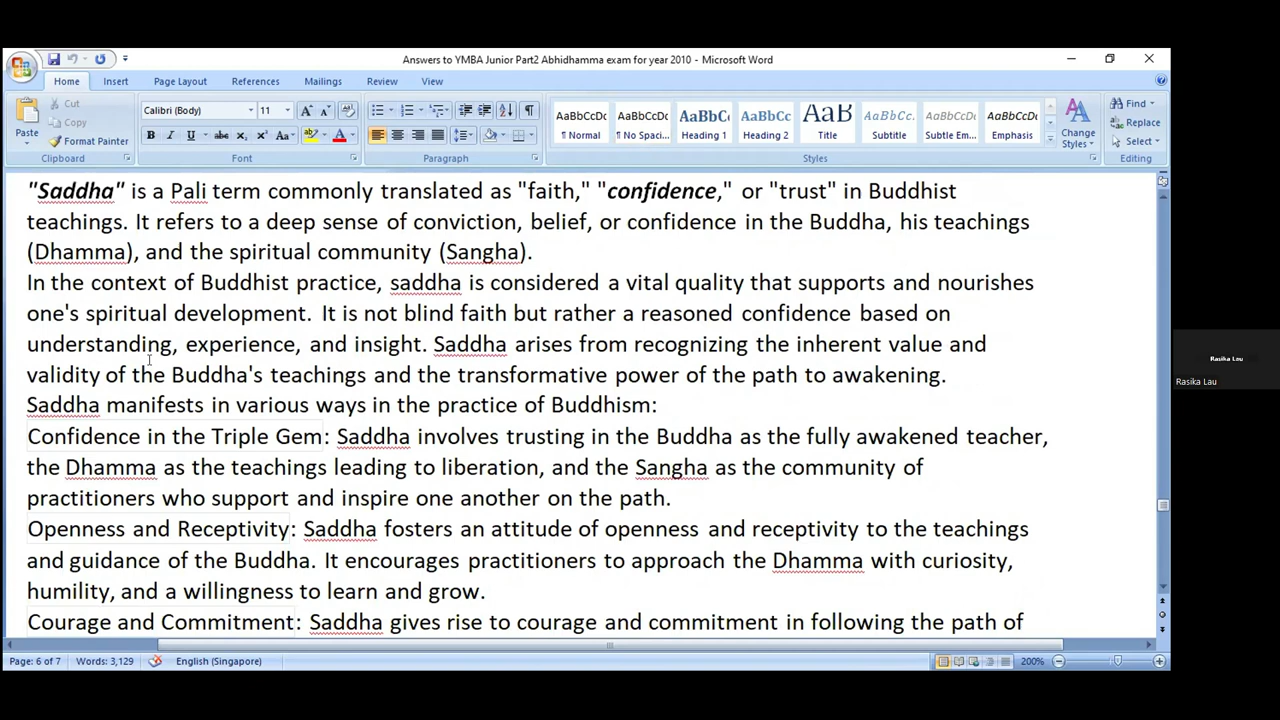 Answers to YMBA Junior Part2 Abhidhamma exam for year 2010 - Microsoft Word
Home Insert Page Layout References Mailings Review View
Cut
Copy
Format Painter
Paste
Clipboard
Calibri (Body) 11
B I U abc X₂ X² Aa
Font
Paragraph
AaBbCcDc AaBbCcDc AaBbC AaBbCc AaB AaBbCc. AaBbCcDc AaBbCcDc
¶ Normal ¶ No Spaci... Heading 1 Heading 2 Title Subtitle Subtle Em... Emphasis
Change Styles
Styles
Find
Replace
Select
Editing
"Saddha" is a Pali term commonly translated as "faith," "confidence," or "trust" in Buddhist
teachings. It refers to a deep sense of conviction, belief, or confidence in the Buddha, his teachings
(Dhamma), and the spiritual community (Sangha).
In the context of Buddhist practice, saddha is considered a vital quality that supports and nourishes
one's spiritual development. It is not blind faith but rather a reasoned confidence based on
understanding, experience, and insight. Saddha arises from recognizing the inherent value and
validity of the Buddha's teachings and the transformative power of the path to awakening.
Saddha manifests in various ways in the practice of Buddhism:
Confidence in the Triple Gem: Saddha involves trusting in the Buddha as the fully awakened teacher,
the Dhamma as the teachings leading to liberation, and the Sangha as the community of
practitioners who support and inspire one another on the path.
Openness and Receptivity: Saddha fosters an attitude of openness and receptivity to the teachings
and guidance of the Buddha. It encourages practitioners to approach the Dhamma with curiosity,
humility, and a willingness to learn and grow.
Courage and Commitment: Saddha gives rise to courage and commitment in following the path of
Page: 6 of 7 Words: 3,129 English (Singapore) 200%
Rasika Lau
Rasika Lau